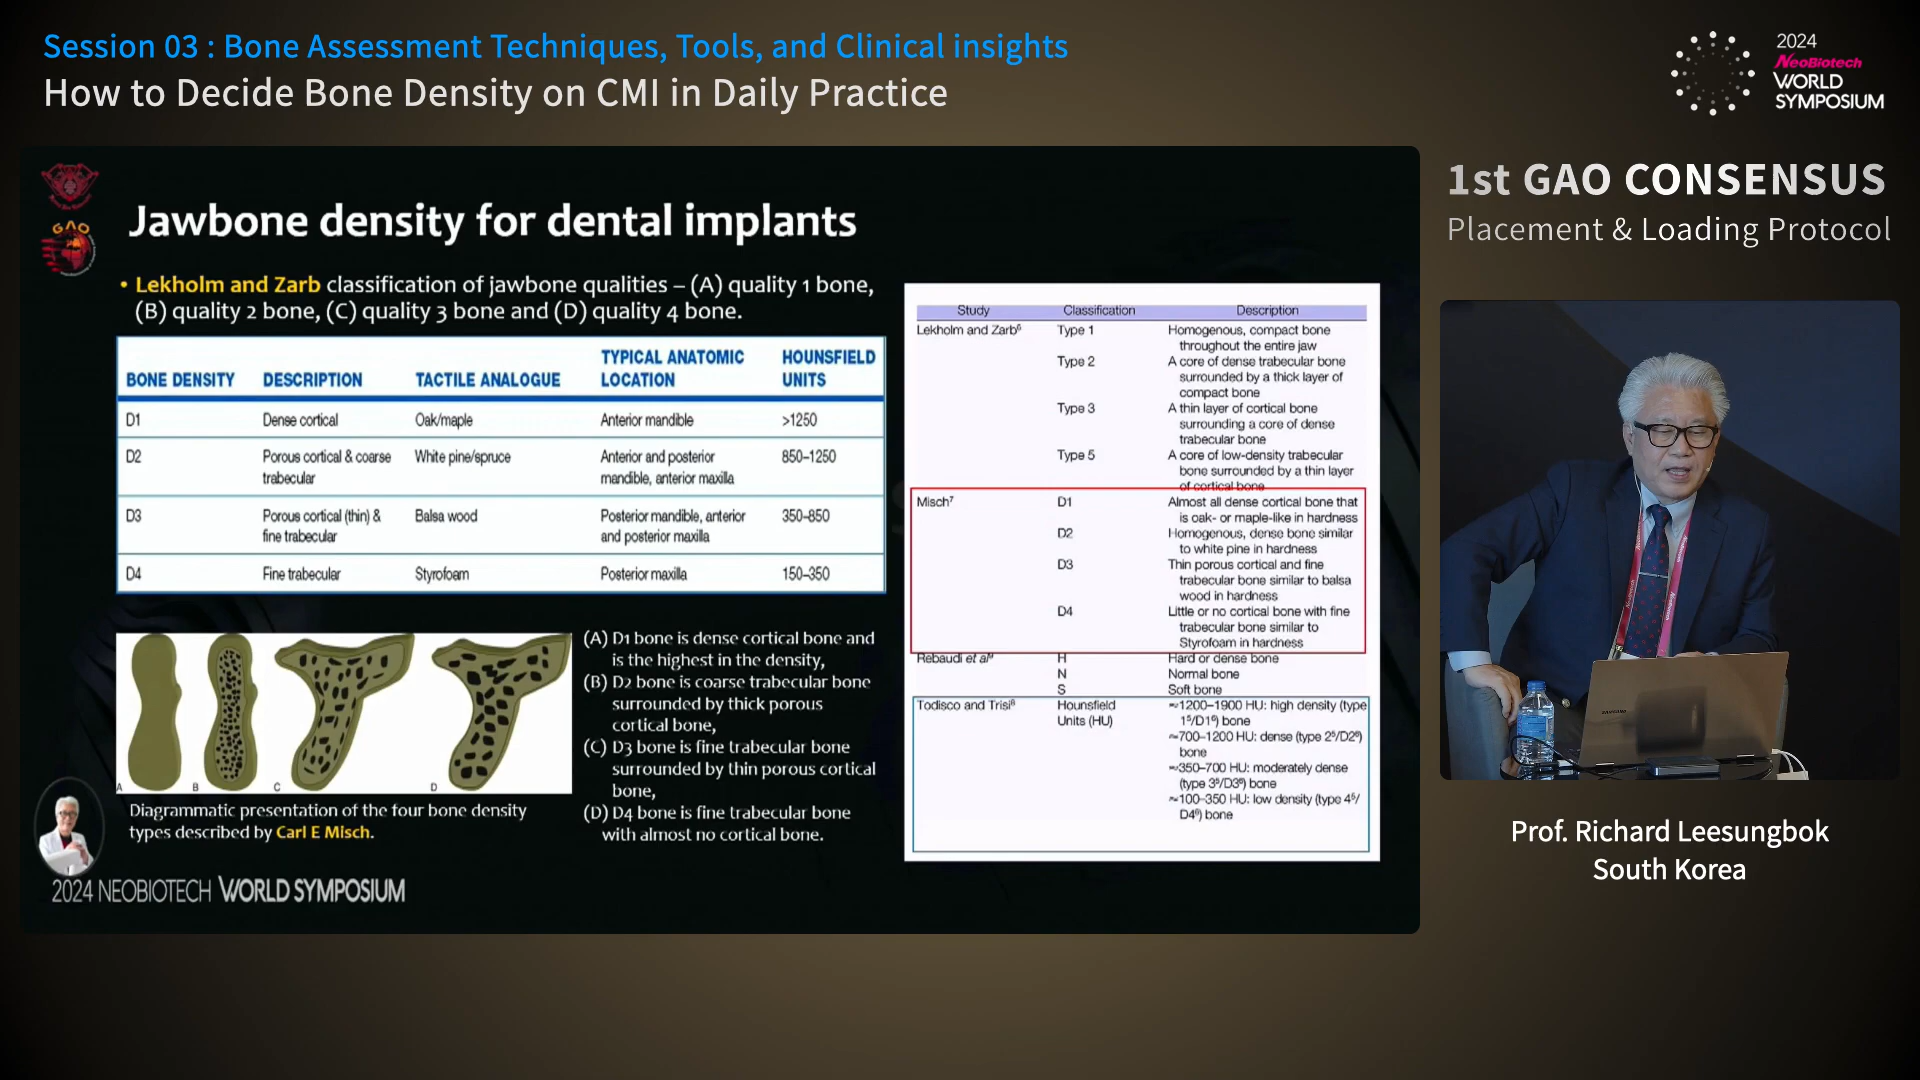 Session 03 : Bone Assessment Techniques, Tools, and Clinical insights
How to Decide Bone Density on CMI in Daily Practice
2024
NeoBiotech
WORLD
SYMPOSIUM
1st GAO CONSENSUS
Placement & Loading Protocol
GAO
Jawbone density for dental implants
• Lekholm and Zarb classification of jawbone qualities – (A) quality 1 bone,
(B) quality 2 bone, (C) quality 3 bone and (D) quality 4 bone.
BONE DENSITY DESCRIPTION TACTILE ANALOGUE TYPICAL ANATOMIC LOCATION HOUNSFIELD UNITS
D1 Dense cortical Oak/maple Anterior mandible >1250
D2 Porous cortical & coarse trabecular White pine/spruce Anterior and posterior mandible, anterior maxilla 850–1250
D3 Porous cortical (thin) & fine trabecular Balsa wood Posterior mandible, anterior and posterior maxilla 350–850
D4 Fine trabecular Styrofoam Posterior maxilla 150–350
A B C D
Diagrammatic presentation of the four bone density
types described by Carl E Misch.
(A) D1 bone is dense cortical bone and
is the highest in the density,
(B) D2 bone is coarse trabecular bone
surrounded by thick porous
cortical bone,
(C) D3 bone is fine trabecular bone
surrounded by thin porous cortical
bone,
(D) D4 bone is fine trabecular bone
with almost no cortical bone.
Study Classification Description
Lekholm and Zarb⁶ Type 1 Homogenous, compact bone
throughout the entire jaw
Type 2 A core of dense trabecular bone
surrounded by a thick layer of
compact bone
Type 3 A thin layer of cortical bone
surrounding a core of dense
trabecular bone
Type 5 A core of low-density trabecular
bone surrounded by a thin layer
of cortical bone
Misch⁷ D1 Almost all dense cortical bone that
is oak- or maple-like in hardness
D2 Homogenous, dense bone similar
to white pine in hardness
D3 Thin porous cortical and fine
trabecular bone similar to balsa
wood in hardness
D4 Little or no cortical bone with fine
trabecular bone similar to
Styrofoam in hardness
Rebaudi et al⁹ H Hard or dense bone
N Normal bone
S Soft bone
Todisco and Trisi⁸ Hounsfield ≈1200–1900 HU: high density (type
Units (HU) 1⁵/D1⁶) bone
≈700–1200 HU: dense (type 2⁵/D2⁶)
bone
≈350–700 HU: moderately dense
(type 3⁵/D3⁶) bone
≈100–350 HU: low density (type 4⁵/
D4⁶) bone
2024 NEOBIOTECH WORLD SYMPOSIUM
SAMSUNG
Prof. Richard Leesungbok
South Korea